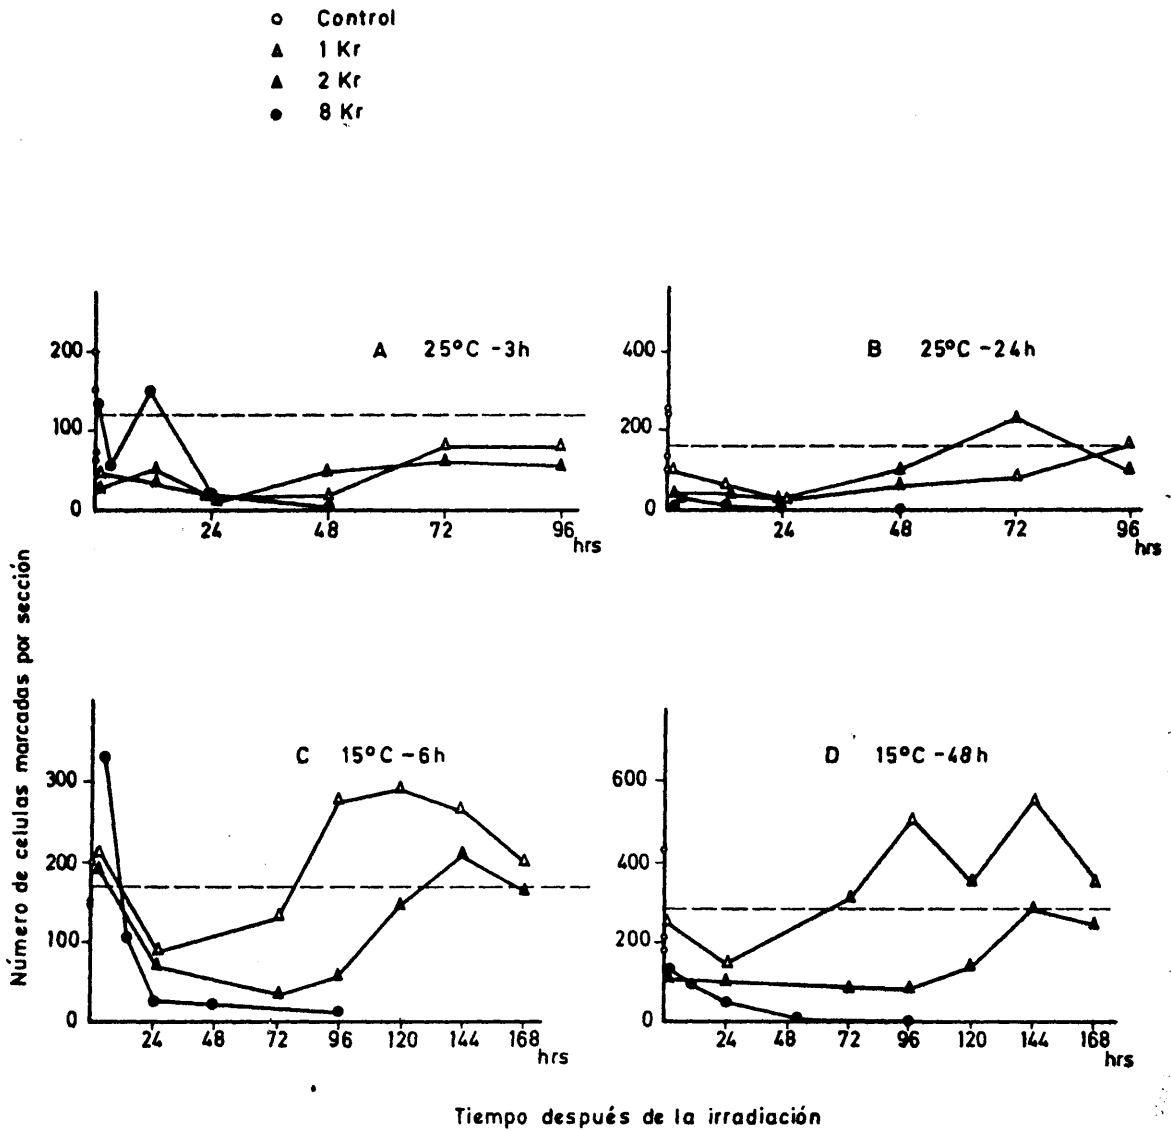 Control
1 Kr
2 Kr
8 Kr
A 25°C -3h
200
100
0
24 48 72 96
hrs
B 25°C -24h
400
200
0
24 48 72 96
hrs
Número de celulas marcadas por sección
C 15°C -6h
300
200
100
0
24 48 72 96 120 144 168
hrs
D 15°C -48h
600
400
200
0
24 48 72 96 120 144 168
hrs
Tiempo después de la irradiación